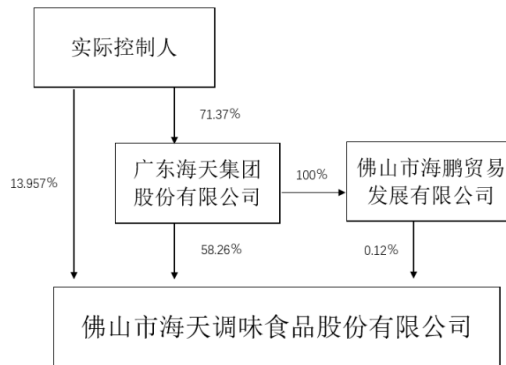 实际控制人
71.37%
13.957%
广东海天集团
股份有限公司
100%
佛山市海鹏贸易
发展有限公司
58.26%
0.12%
佛山市海天调味食品股份有限公司